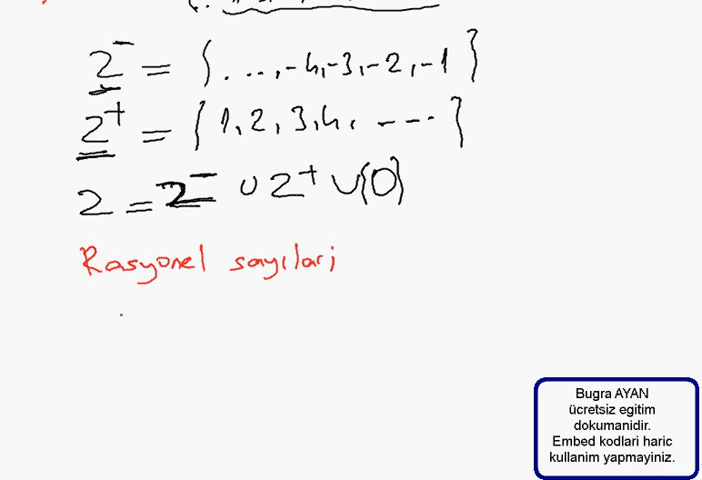 Z⁻ = {..., -4, -3, -2, -1}
Z⁺ = {1, 2, 3, 4, ---}
Z = Z⁻ ∪ Z⁺ ∪ {0}
Rasyonel sayılar;
Bugra AYAN
ücretsiz egitim
dokumanidir.
Embed kodlari haric
kullanim yapmayiniz.